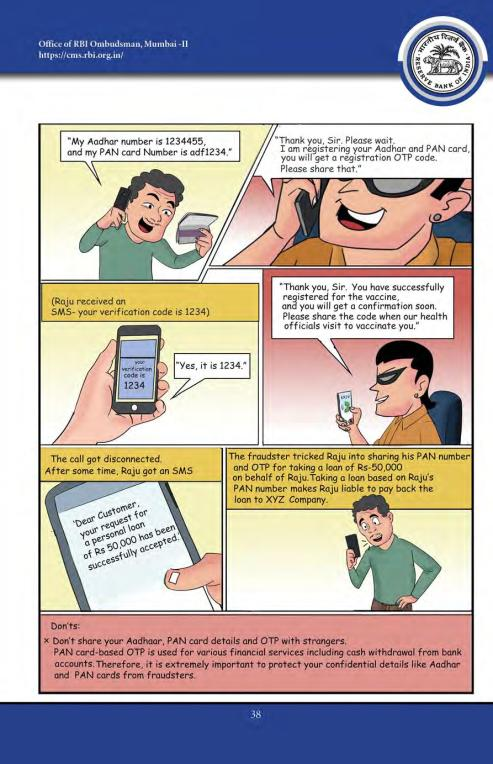 Office of RBI Ombudsman, Mumbai -II
https://cms.rbi.org.in/
भारतीय रिज़र्व बैंक
RESERVE BANK OF INDIA
"My Aadhar number is 1234455,
and my PAN card Number is adf1234."
"Thank you, Sir. Please wait.
I am registering your Aadhar and PAN card,
you will get a registration OTP code.
Please share that."
(Raju received an
SMS- your verification code is 1234)
your
verification
code is
1234
"Yes, it is 1234."
"Thank you, Sir. You have successfully
registered for the vaccine,
and you will get a confirmation soon.
Please share the code when our health
officials visit to vaccinate you."
The call got disconnected.
After some time, Raju got an SMS
'Dear Customer,
your request for
a personal loan
of Rs 50,000 has been
successfully accepted.'
The fraudster tricked Raju into sharing his PAN number
and OTP for taking a loan of Rs-50,000
on behalf of Raju.Taking a loan based on Raju's
PAN number makes Raju liable to pay back the
loan to XYZ Company.
Don'ts:
× Don't share your Aadhaar, PAN card details and OTP with strangers.
PAN card-based OTP is used for various financial services including cash withdrawal from bank
accounts. Therefore, it is extremely important to protect your confidential details like Aadhar
and PAN cards from fraudsters.
38